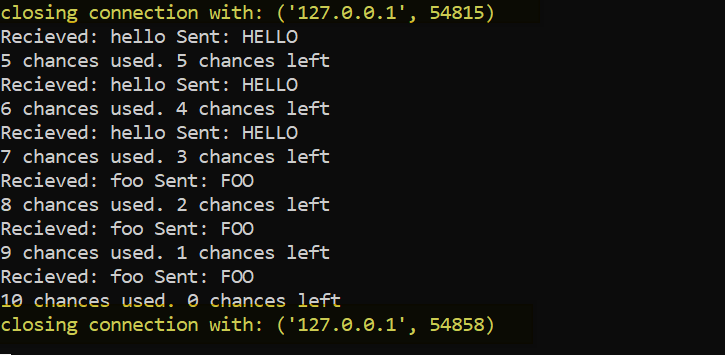 closing connection with: ('127.0.0.1', 54815)
Recieved: hello Sent: HELLO
5 chances used. 5 chances left
Recieved: hello Sent: HELLO
6 chances used. 4 chances left
Recieved: hello Sent: HELLO
7 chances used. 3 chances left
Recieved: foo Sent: FOO
8 chances used. 2 chances left
Recieved: foo Sent: FOO
9 chances used. 1 chances left
Recieved: foo Sent: FOO
10 chances used. 0 chances left
closing connection with: ('127.0.0.1', 54858)